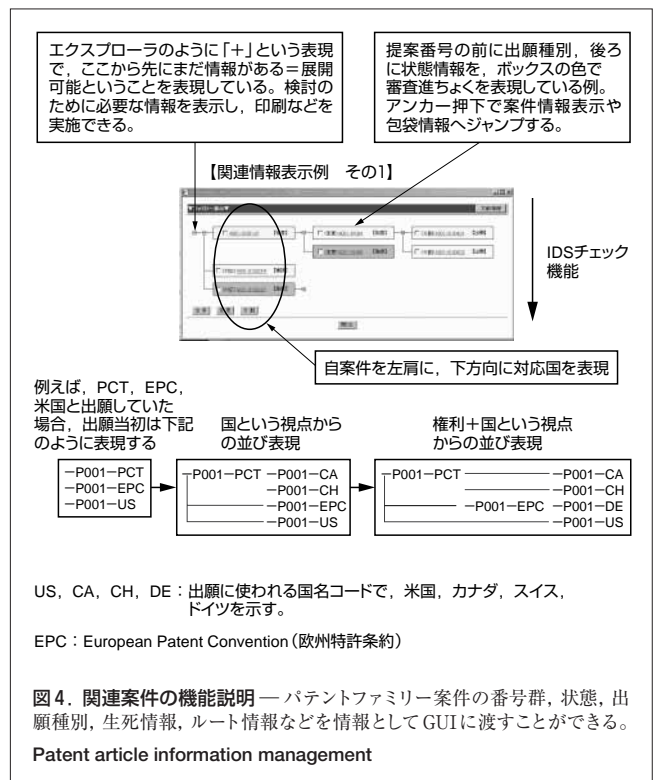 エクスプローラのように「+」という表現
で，ここから先にまだ情報がある＝展開
可能ということを表現している。検討の
ために必要な情報を表示し，印刷などを
実施できる。
提案番号の前に出願種別，後ろ
に状態情報を，ボックスの色で
審査進ちょくを表現している例。
アンカー押下で案件情報表示や
包袋情報へジャンプする。
【関連情報表示例　その1】
IDSチェック
機能
自案件を左肩に，下方向に対応国を表現
例えば，PCT，EPC，
米国と出願していた
場合，出願当初は下記
のように表現する
国という視点から
の並び表現
権利＋国という視点
からの並び表現
－P001－PCT
－P001－EPC
－P001－US
－P001－PCT －P001－CA
－P001－CH
－P001－EPC
－P001－US
－P001－PCT －P001－CA
－P001－CH
－P001－EPC －P001－DE
－P001－US
US，CA，CH，DE：出願に使われる国名コードで，米国，カナダ，スイス，
ドイツを示す。
EPC：European Patent Convention（欧州特許条約）
図4．関連案件の機能説明 ― パテントファミリー案件の番号群，状態，出
願種別，生死情報，ルート情報などを情報としてGUIに渡すことができる。
Patent article information management